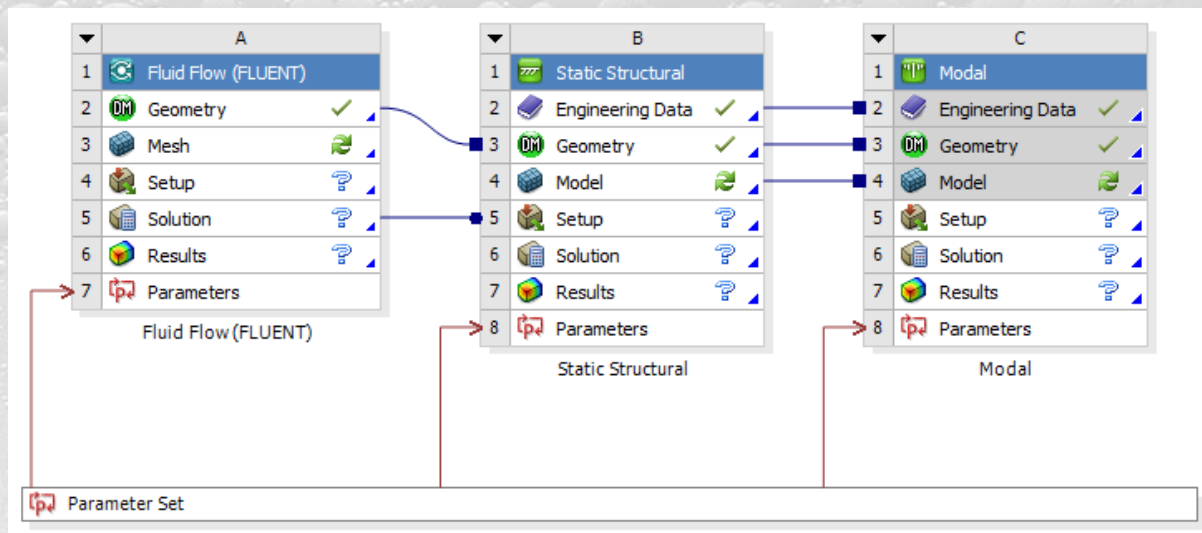 A
1 Fluid Flow (FLUENT)
2 Geometry
3 Mesh
4 Setup
5 Solution
6 Results
7 Parameters
Fluid Flow (FLUENT)
B
1 Static Structural
2 Engineering Data
3 Geometry
4 Model
5 Setup
6 Solution
7 Results
8 Parameters
Static Structural
C
1 Modal
2 Engineering Data
3 Geometry
4 Model
5 Setup
6 Solution
7 Results
8 Parameters
Modal
Parameter Set